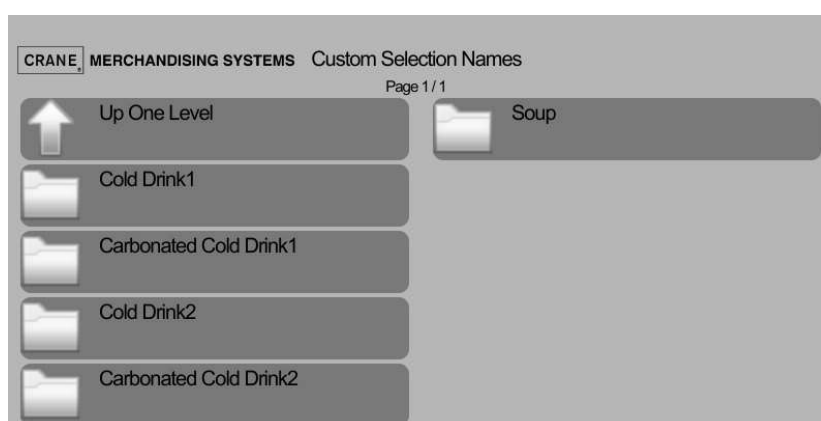 CRANE MERCHANDISING SYSTEMS Custom Selection Names
Page 1 / 1
Up One Level
Soup
Cold Drink1
Carbonated Cold Drink1
Cold Drink2
Carbonated Cold Drink2